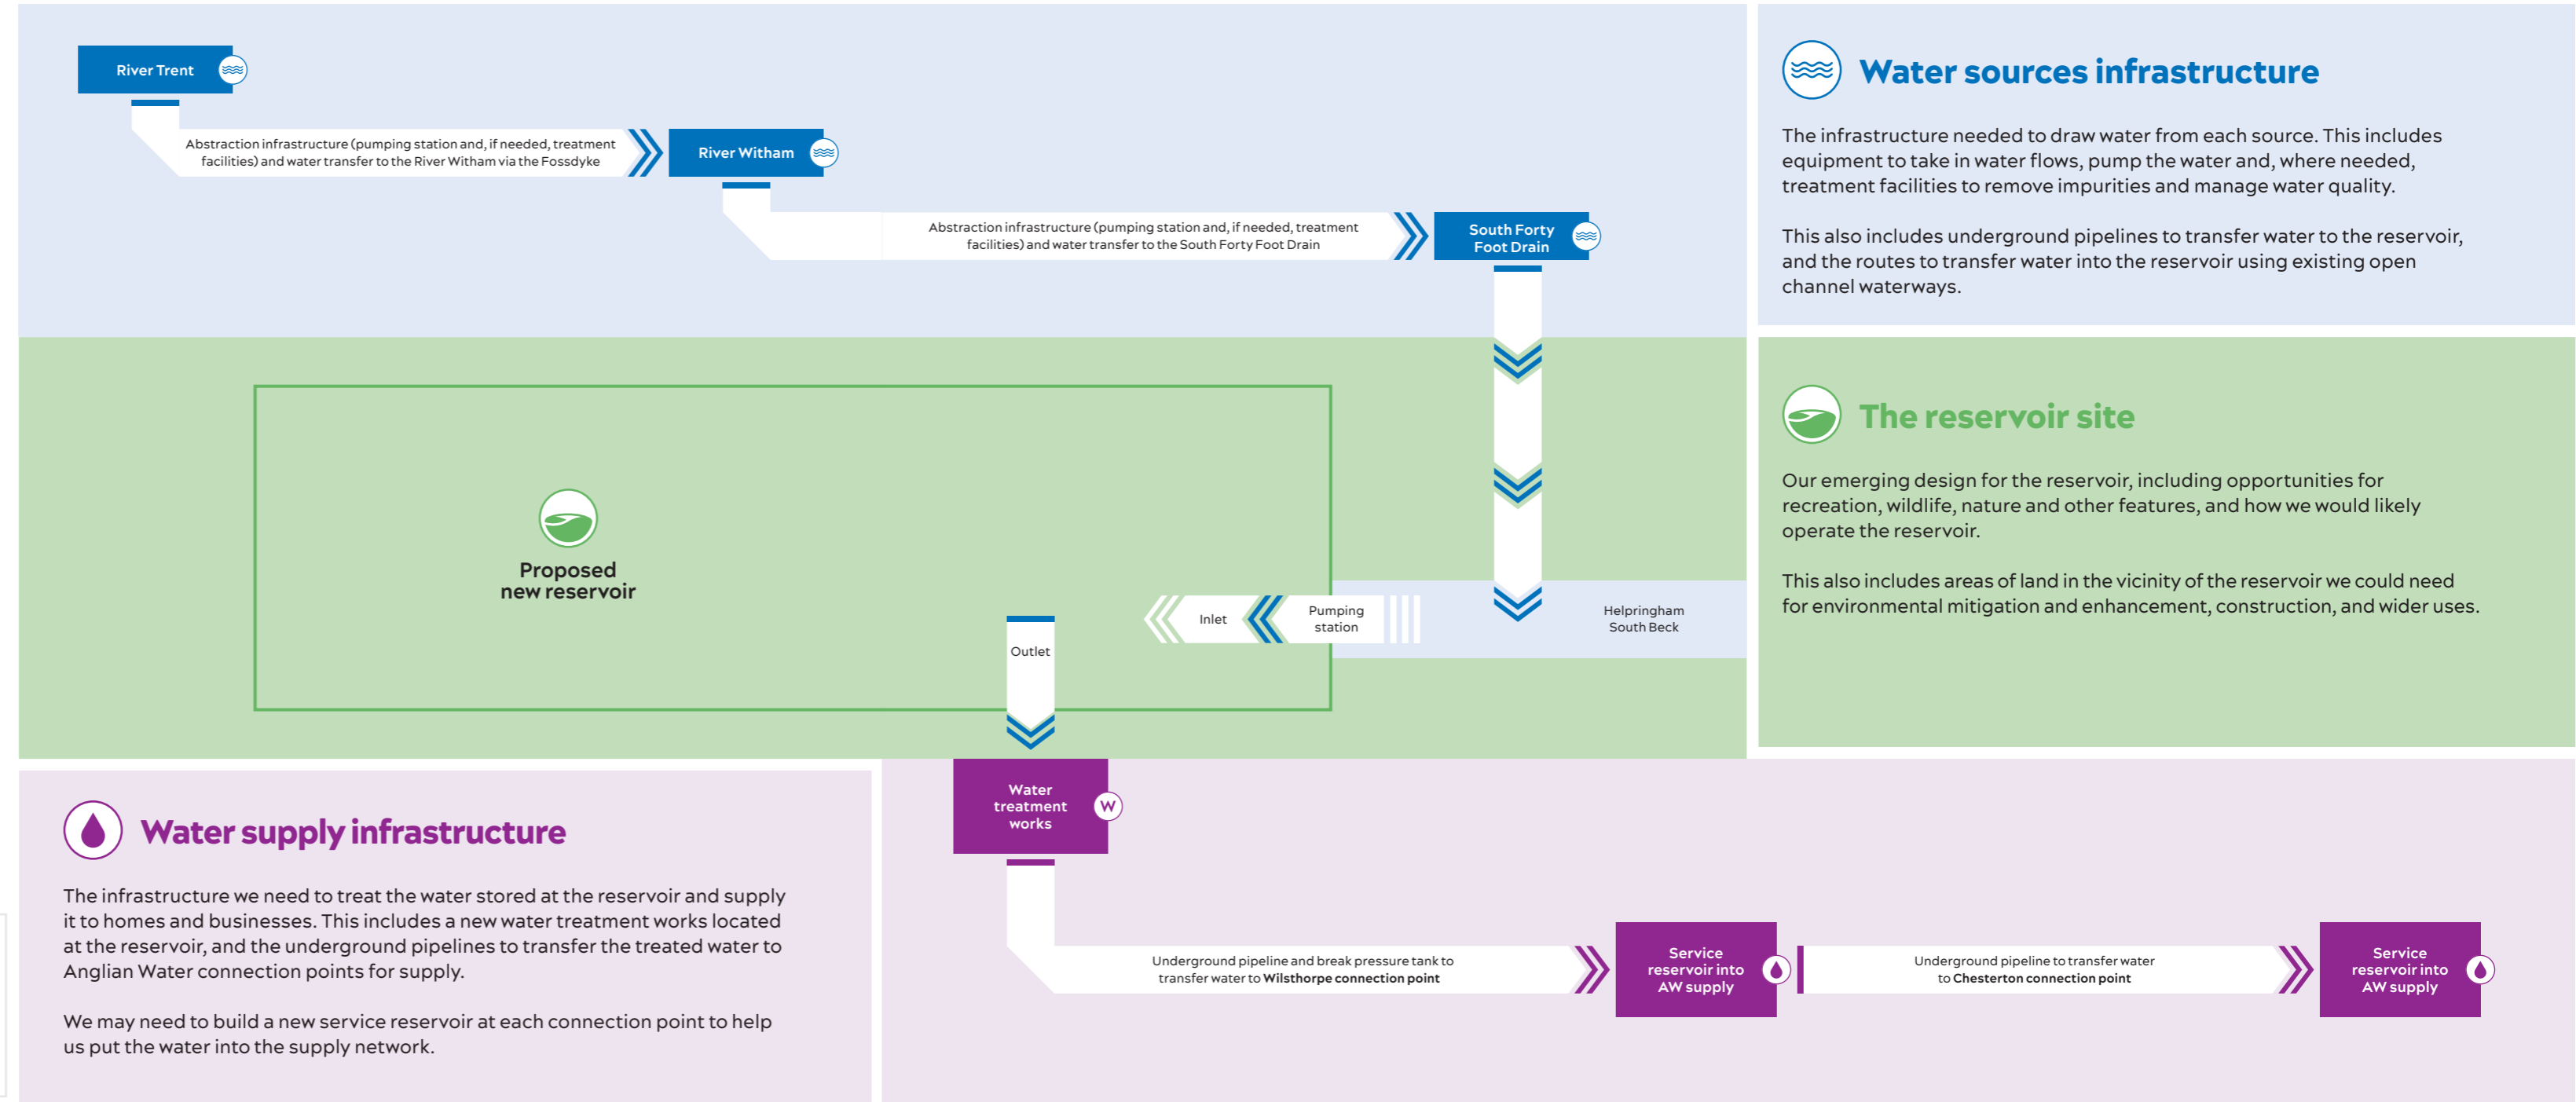 River Trent
Abstraction infrastructure (pumping station and, if needed, treatment
facilities) and water transfer to the River Witham via the Fossdyke
River Witham
Abstraction infrastructure (pumping station and, if needed, treatment
facilities) and water transfer to the South Forty Foot Drain
South Forty
Foot Drain
Water sources infrastructure
The infrastructure needed to draw water from each source. This includes
equipment to take in water flows, pump the water and, where needed,
treatment facilities to remove impurities and manage water quality.
This also includes underground pipelines to transfer water to the reservoir,
and the routes to transfer water into the reservoir using existing open
channel waterways.
Proposed
new reservoir
Outlet
Inlet
Pumping
station
Helpringham
South Beck
The reservoir site
Our emerging design for the reservoir, including opportunities for
recreation, wildlife, nature and other features, and how we would likely
operate the reservoir.
This also includes areas of land in the vicinity of the reservoir we could need
for environmental mitigation and enhancement, construction, and wider uses.
Water supply infrastructure
The infrastructure we need to treat the water stored at the reservoir and supply
it to homes and businesses. This includes a new water treatment works located
at the reservoir, and the underground pipelines to transfer the treated water to
Anglian Water connection points for supply.
We may need to build a new service reservoir at each connection point to help
us put the water into the supply network.
Water
treatment
works
W
Underground pipeline and break pressure tank to
transfer water to Wilsthorpe connection point
Service
reservoir into
AW supply
Underground pipeline to transfer water
to Chesterton connection point
Service
reservoir into
AW supply